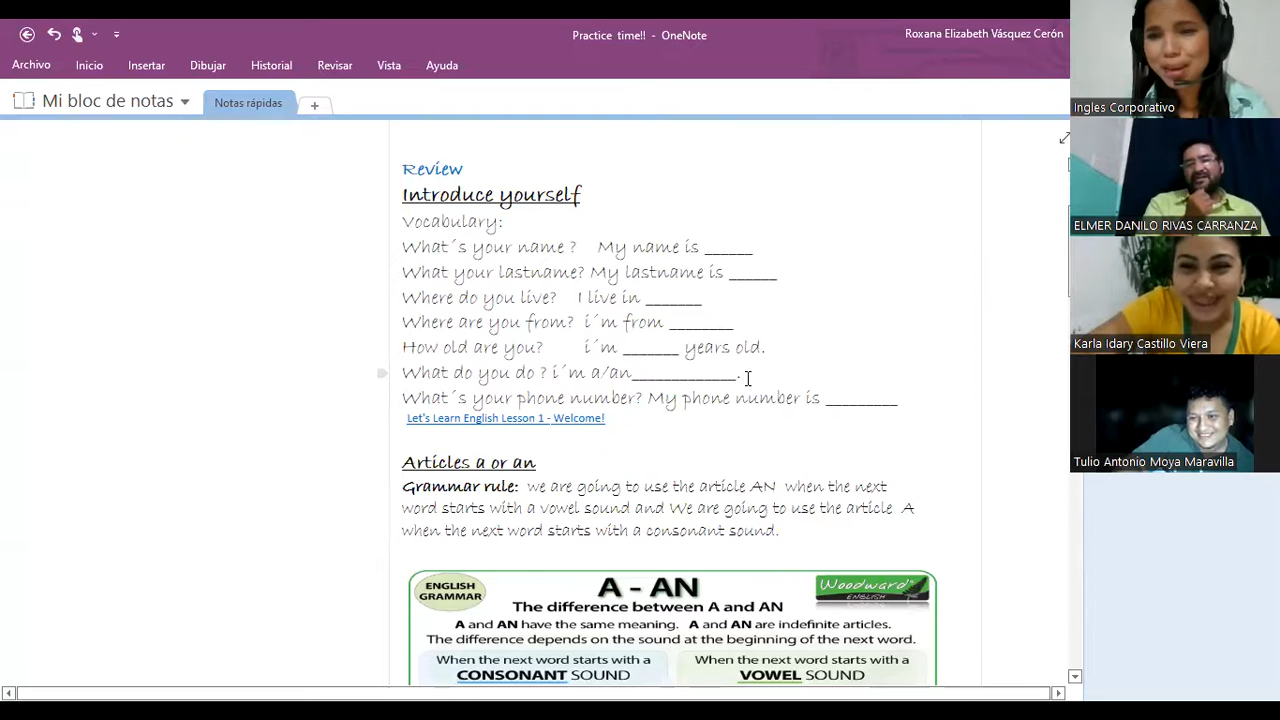 Practice time!! - OneNote
Roxana Elizabeth Vásquez Cerón
Archivo Inicio Insertar Dibujar Historial Revisar Vista Ayuda
Mi bloc de notas Notas rápidas
Review
Introduce yourself
Vocabulary:
What´s your name ? My name is ______
What your lastname? My lastname is ______
Where do you live? I live in _______
Where are you from? i´m from ________
How old are you? i´m _______ years old.
What do you do ? i´m a/an_____________.
What´s your phone number? My phone number is _________
Let's Learn English Lesson 1 - Welcome!
Articles a or an
Grammar rule: we are going to use the article AN when the next
word starts with a vowel sound and We are going to use the article A
when the next word starts with a consonant sound.
ENGLISH
GRAMMAR
A - AN
Woodward®
ENGLISH
The difference between A and AN
A and AN have the same meaning. A and AN are indefinite articles.
The difference depends on the sound at the beginning of the next word.
When the next word starts with a
CONSONANT SOUND
When the next word starts with a
VOWEL SOUND
Ingles Corporativo
ELMER DANILO RIVAS CARRANZA
Karla Idary Castillo Viera
Tulio Antonio Moya Maravilla